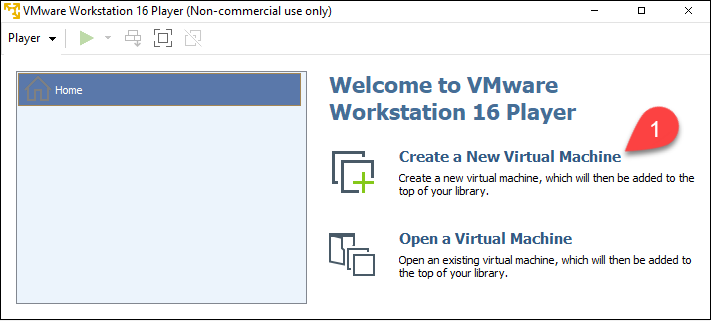 VMware Workstation 16 Player (Non-commercial use only)
Player
Home
Welcome to VMware
Workstation 16 Player
1
Create a New Virtual Machine
Create a new virtual machine, which will then be added to the
top of your library.
Open a Virtual Machine
Open an existing virtual machine, which will then be added to
the top of your library.